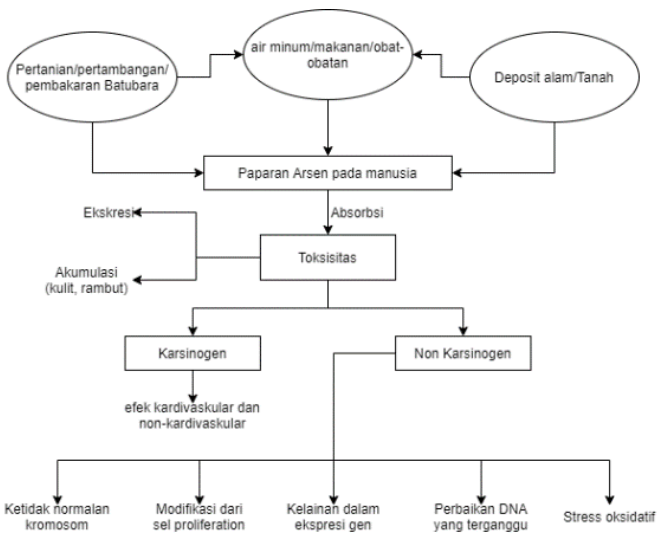 Pertanian/pertambangan/
pembakaran Batubara
air minum/makanan/obat-
obatan
Deposit alam/Tanah
Paparan Arsen pada manusia
Absorbsi
Ekskresi
Toksisitas
Akumulasi
(kulit, rambut)
Karsinogen
Non Karsinogen
efek kardivaskular dan
non-kardivaskular
Ketidak normalan
kromosom
Modifikasi dari
sel proliferation
Kelainan dalam
ekspresi gen
Perbaikan DNA
yang terganggu
Stress oksidatif